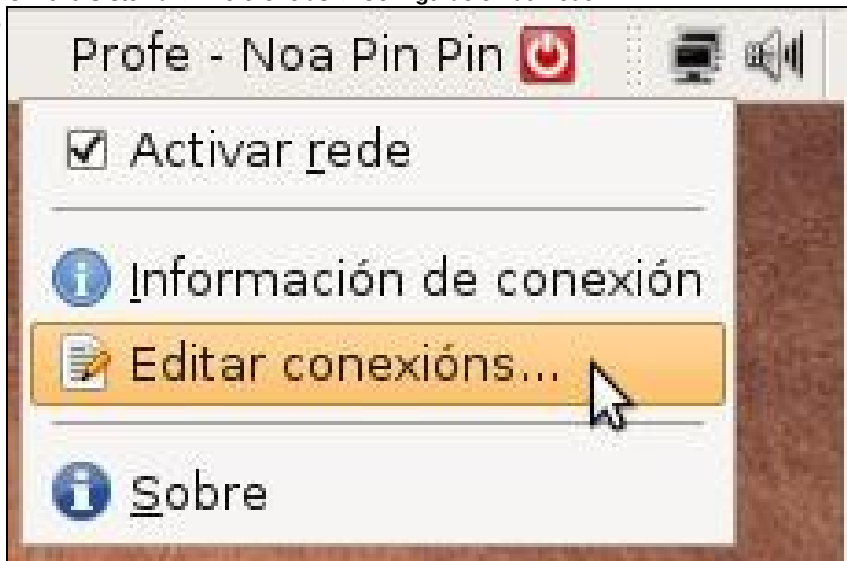 Profe - Noa Pin Pin
Activar rede
Información de conexión
Editar conexións...
Sobre